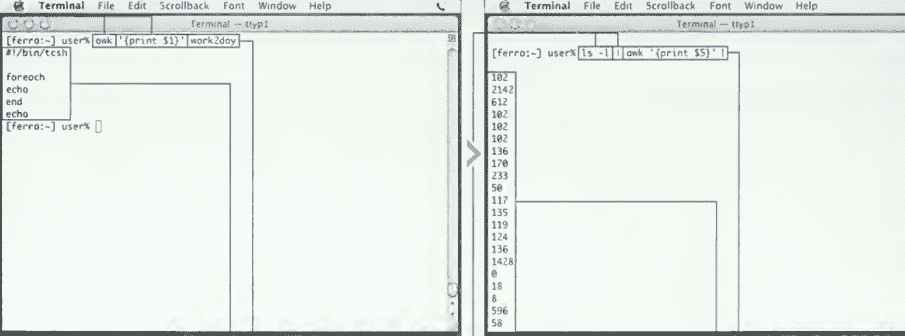 Terminal File Edit Scrollback Font Window Help
Terminal — ttyp1
[ferro:~] user% awk '{print $1}' work2day
#!/bin/tcsh
foreach
echo
end
echo
[ferro:~] user%
Terminal File Edit Scrollback Font Window Help
Terminal — ttyp1
[ferro:~] user% ls -l | awk '{print $5}'
102
2142
612
102
102
102
136
170
233
50
117
135
119
124
136
1428
0
18
8
596
58